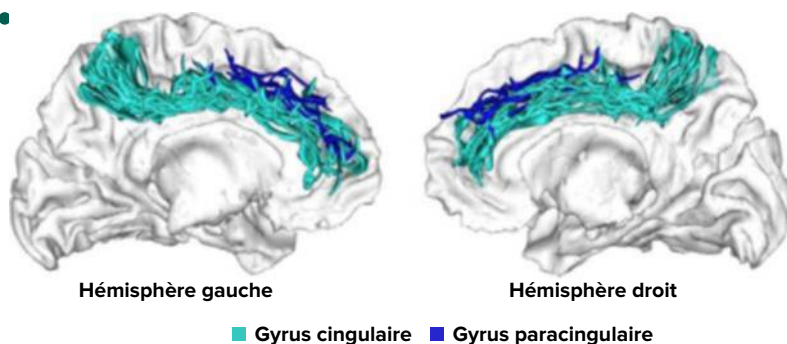 Hémisphère gauche
Hémisphère droit
Gyrus cingulaire
Gyrus paracingulaire